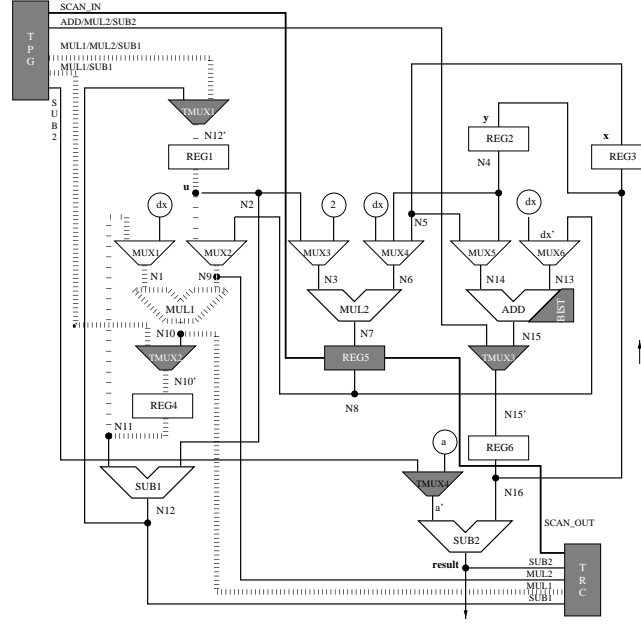 SCAN_IN
ADD/MUL2/SUB2
TPG
MUL1/MUL2/SUB1
MUL1/SUB1
SUB2
TMUX1
N12'
REG1
y
REG2
N4
x
REG3
u
N2
dx
2
dx
N5
dx
dx'
MUX1
MUX2
MUX3
MUX4
MUX5
MUX6
N1
N9
N3
N6
N14
N13
MUL1
MUL2
ADD
BIST
N10
N7
N15
TMUX2
REG5
TMUX3
N10'
REG4
N8
N15'
N11
a
REG6
SUB1
TMUX4
N12
a'
N16
SUB2
SCAN_OUT
result
SUB2
MUL2
MUL1
SUB1
TRC